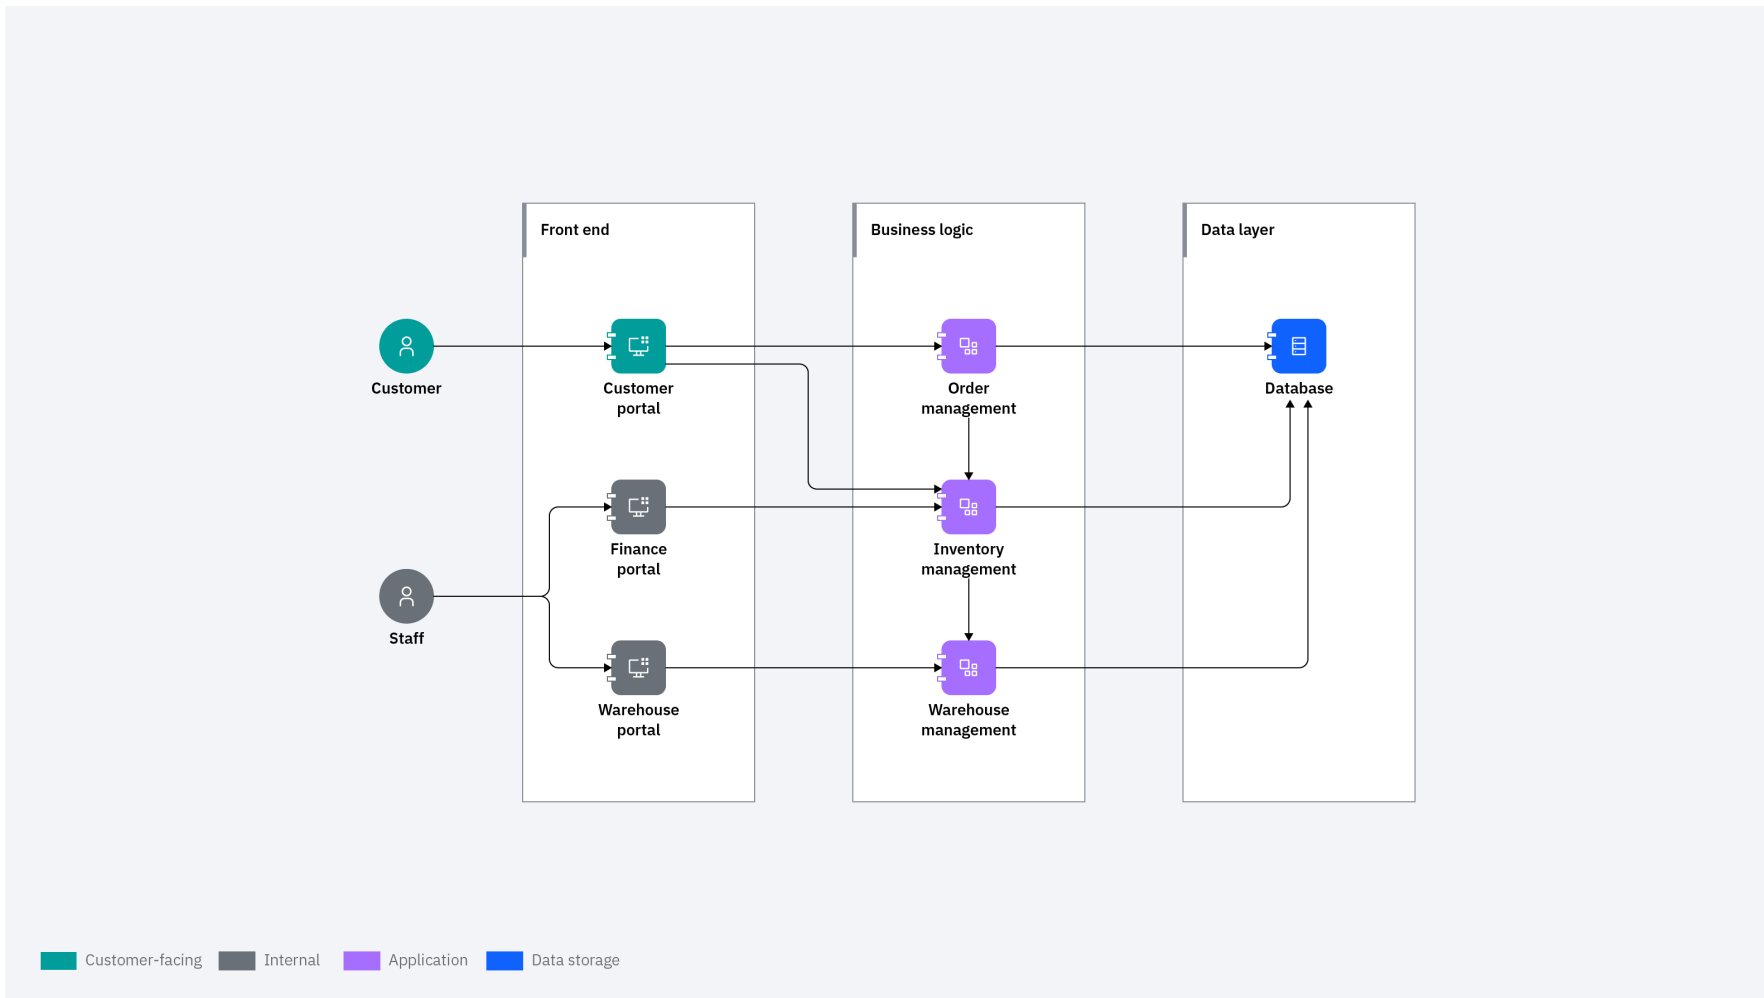 Front end
Business logic
Data layer
Customer
Customer
portal
Order
management
Database
Finance
portal
Inventory
management
Staff
Warehouse
portal
Warehouse
management
Customer-facing
Internal
Application
Data storage